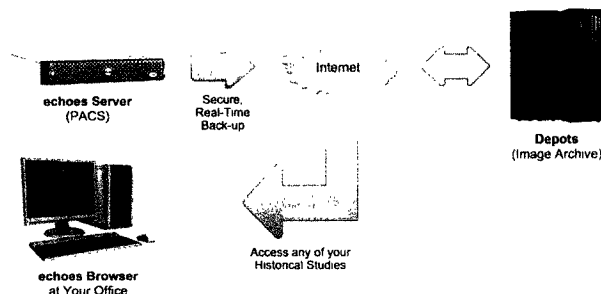 Internet
echoes Server
(PACS)
Secure,
Real-Time
Back-up
Depots
(Image Archive)
Access any of your
Historical Studies
echoes Browser
at Your Office